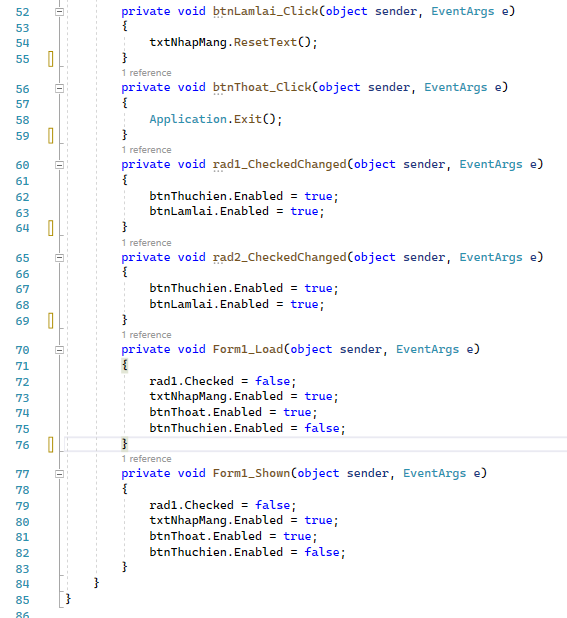 52 private void btnLamlai_Click(object sender, EventArgs e)
53 {
54 txtNhapMang.ResetText();
55 }
1 reference
56 private void btnThoat_Click(object sender, EventArgs e)
57 {
58 Application.Exit();
59 }
1 reference
60 private void rad1_CheckedChanged(object sender, EventArgs e)
61 {
62 btnThuchien.Enabled = true;
63 btnLamlai.Enabled = true;
64 }
1 reference
65 private void rad2_CheckedChanged(object sender, EventArgs e)
66 {
67 btnThuchien.Enabled = true;
68 btnLamlai.Enabled = true;
69 }
1 reference
70 private void Form1_Load(object sender, EventArgs e)
71 {
72 rad1.Checked = false;
73 txtNhapMang.Enabled = true;
74 btnThoat.Enabled = true;
75 btnThuchien.Enabled = false;
76 }
1 reference
77 private void Form1_Shown(object sender, EventArgs e)
78 {
79 rad1.Checked = false;
80 txtNhapMang.Enabled = true;
81 btnThoat.Enabled = true;
82 btnThuchien.Enabled = false;
83 }
84 }
85 }
86